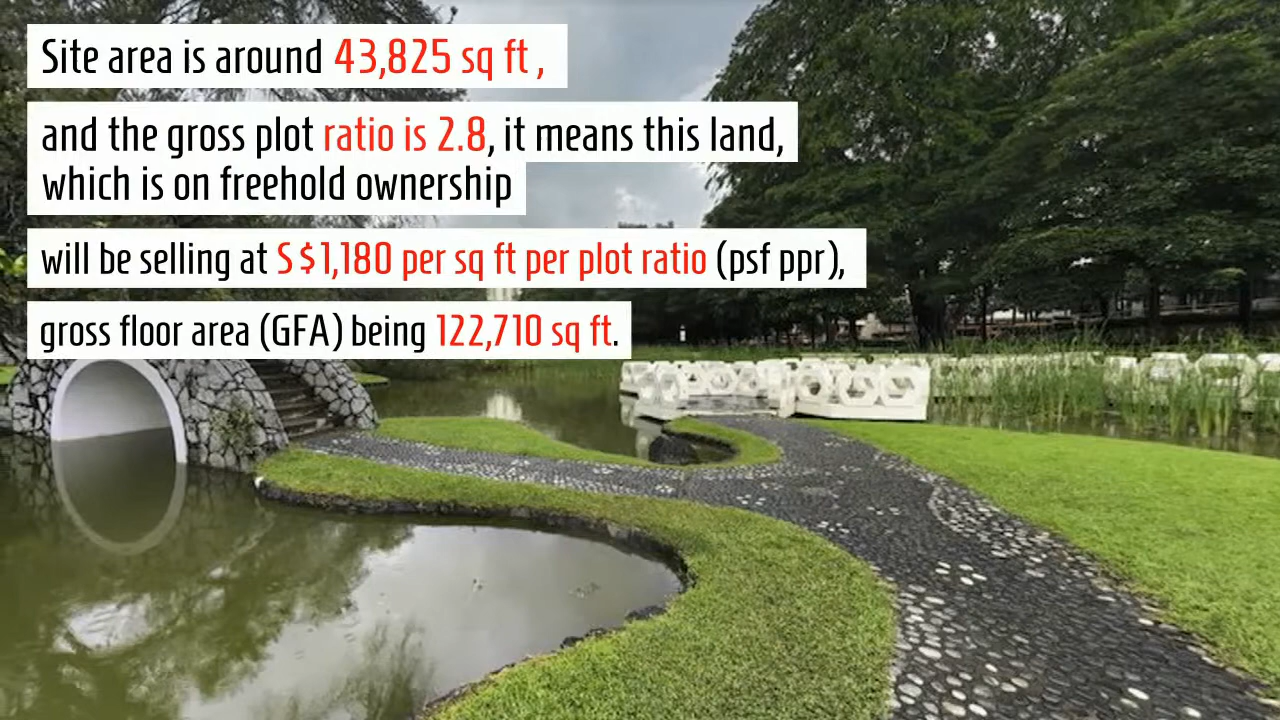 Site area is around 43,825 sq ft ,
and the gross plot ratio is 2.8, it means this land,
which is on freehold ownership
will be selling at S $1,180 per sq ft per plot ratio (psf ppr),
gross floor area (GFA) being 122,710 sq ft.